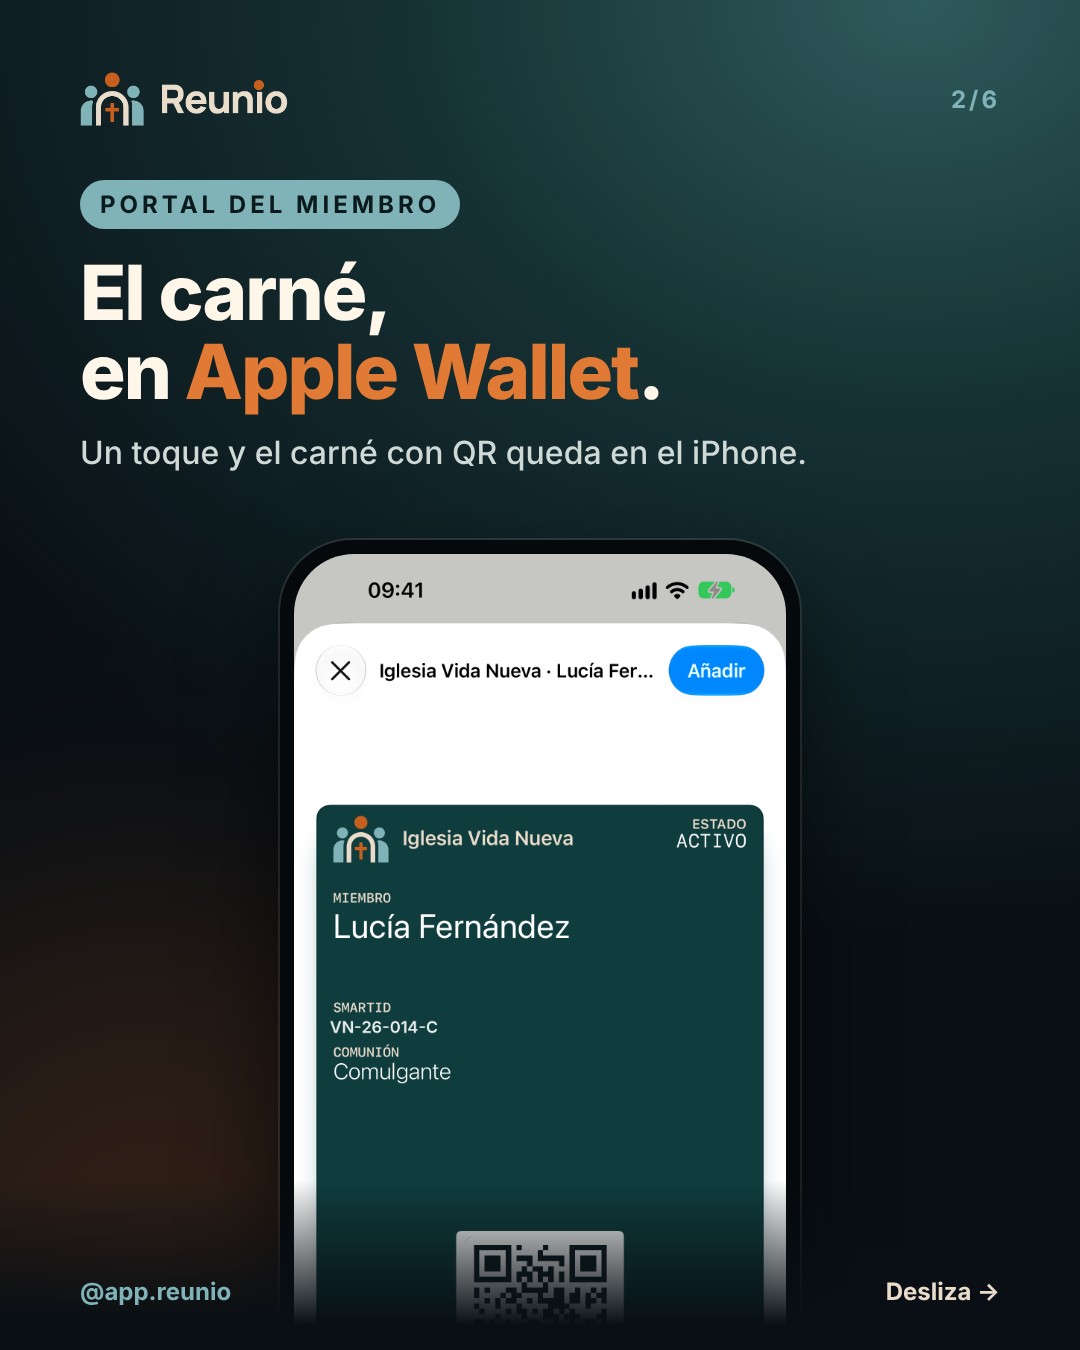 Reunio
2/6
PORTAL DEL MIEMBRO
El carné,
en Apple Wallet.
Un toque y el carné con QR queda en el iPhone.
09:41
Iglesia Vida Nueva · Lucía Fer...
Añadir
Iglesia Vida Nueva
ESTADO
ACTIVO
MIEMBRO
Lucía Fernández
SMARTID
VN-26-014-C
COMUNIÓN
Comulgante
@app.reunio
Desliza →